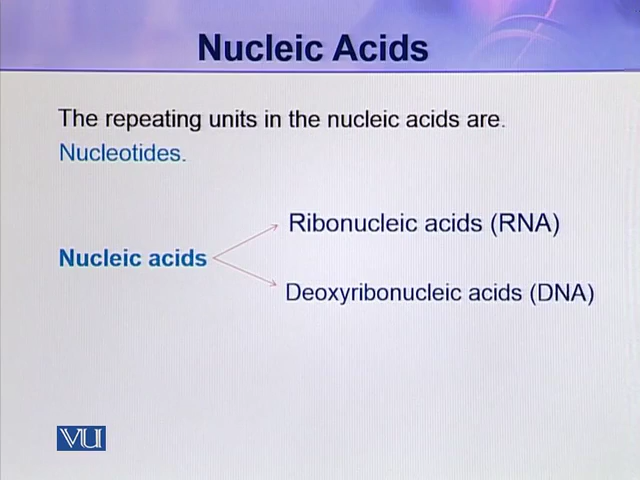 Nucleic Acids
The repeating units in the nucleic acids are.
Nucleotides.
Ribonucleic acids (RNA)
Nucleic acids
Deoxyribonucleic acids (DNA)
VU